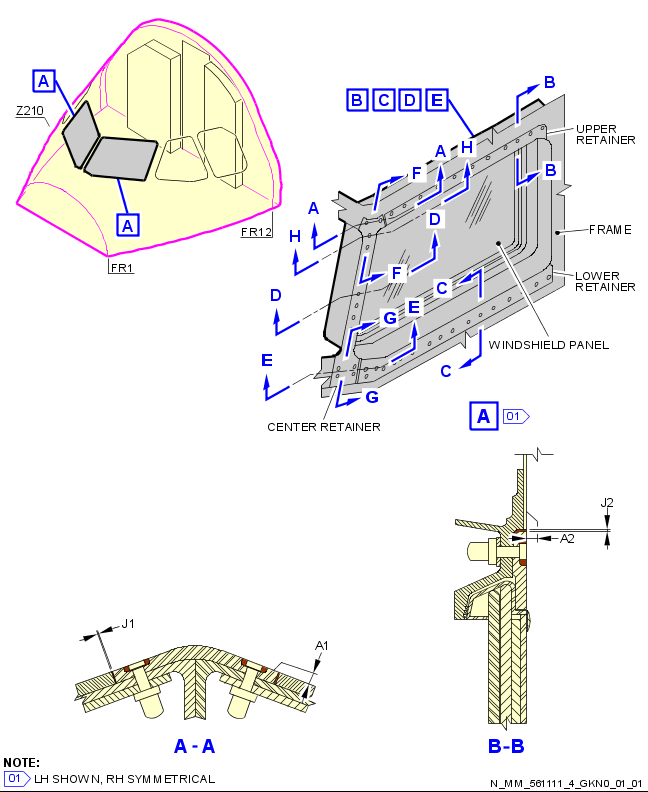 A
Z210
A
FR12
FR1
B C D E
B
UPPER
RETAINER
A H
F
B
A
D
H
FRAME
F
C
LOWER
RETAINER
D
G
E
WINDSHIELD PANEL
E
C
G
CENTER RETAINER
A 01
J2
A2
J1
A1
A - A
B-B
NOTE:
01 LH SHOWN, RH SYMMETRICAL
N_MM_561111_4_GKN0_01_01